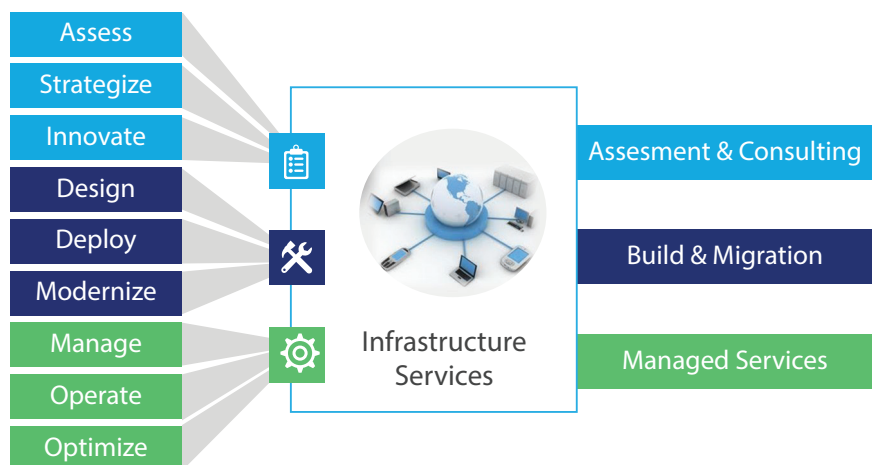 Assess
Strategize
Innovate
Design
Deploy
Modernize
Manage
Operate
Optimize
Infrastructure
Services
Assesment & Consulting
Build & Migration
Managed Services